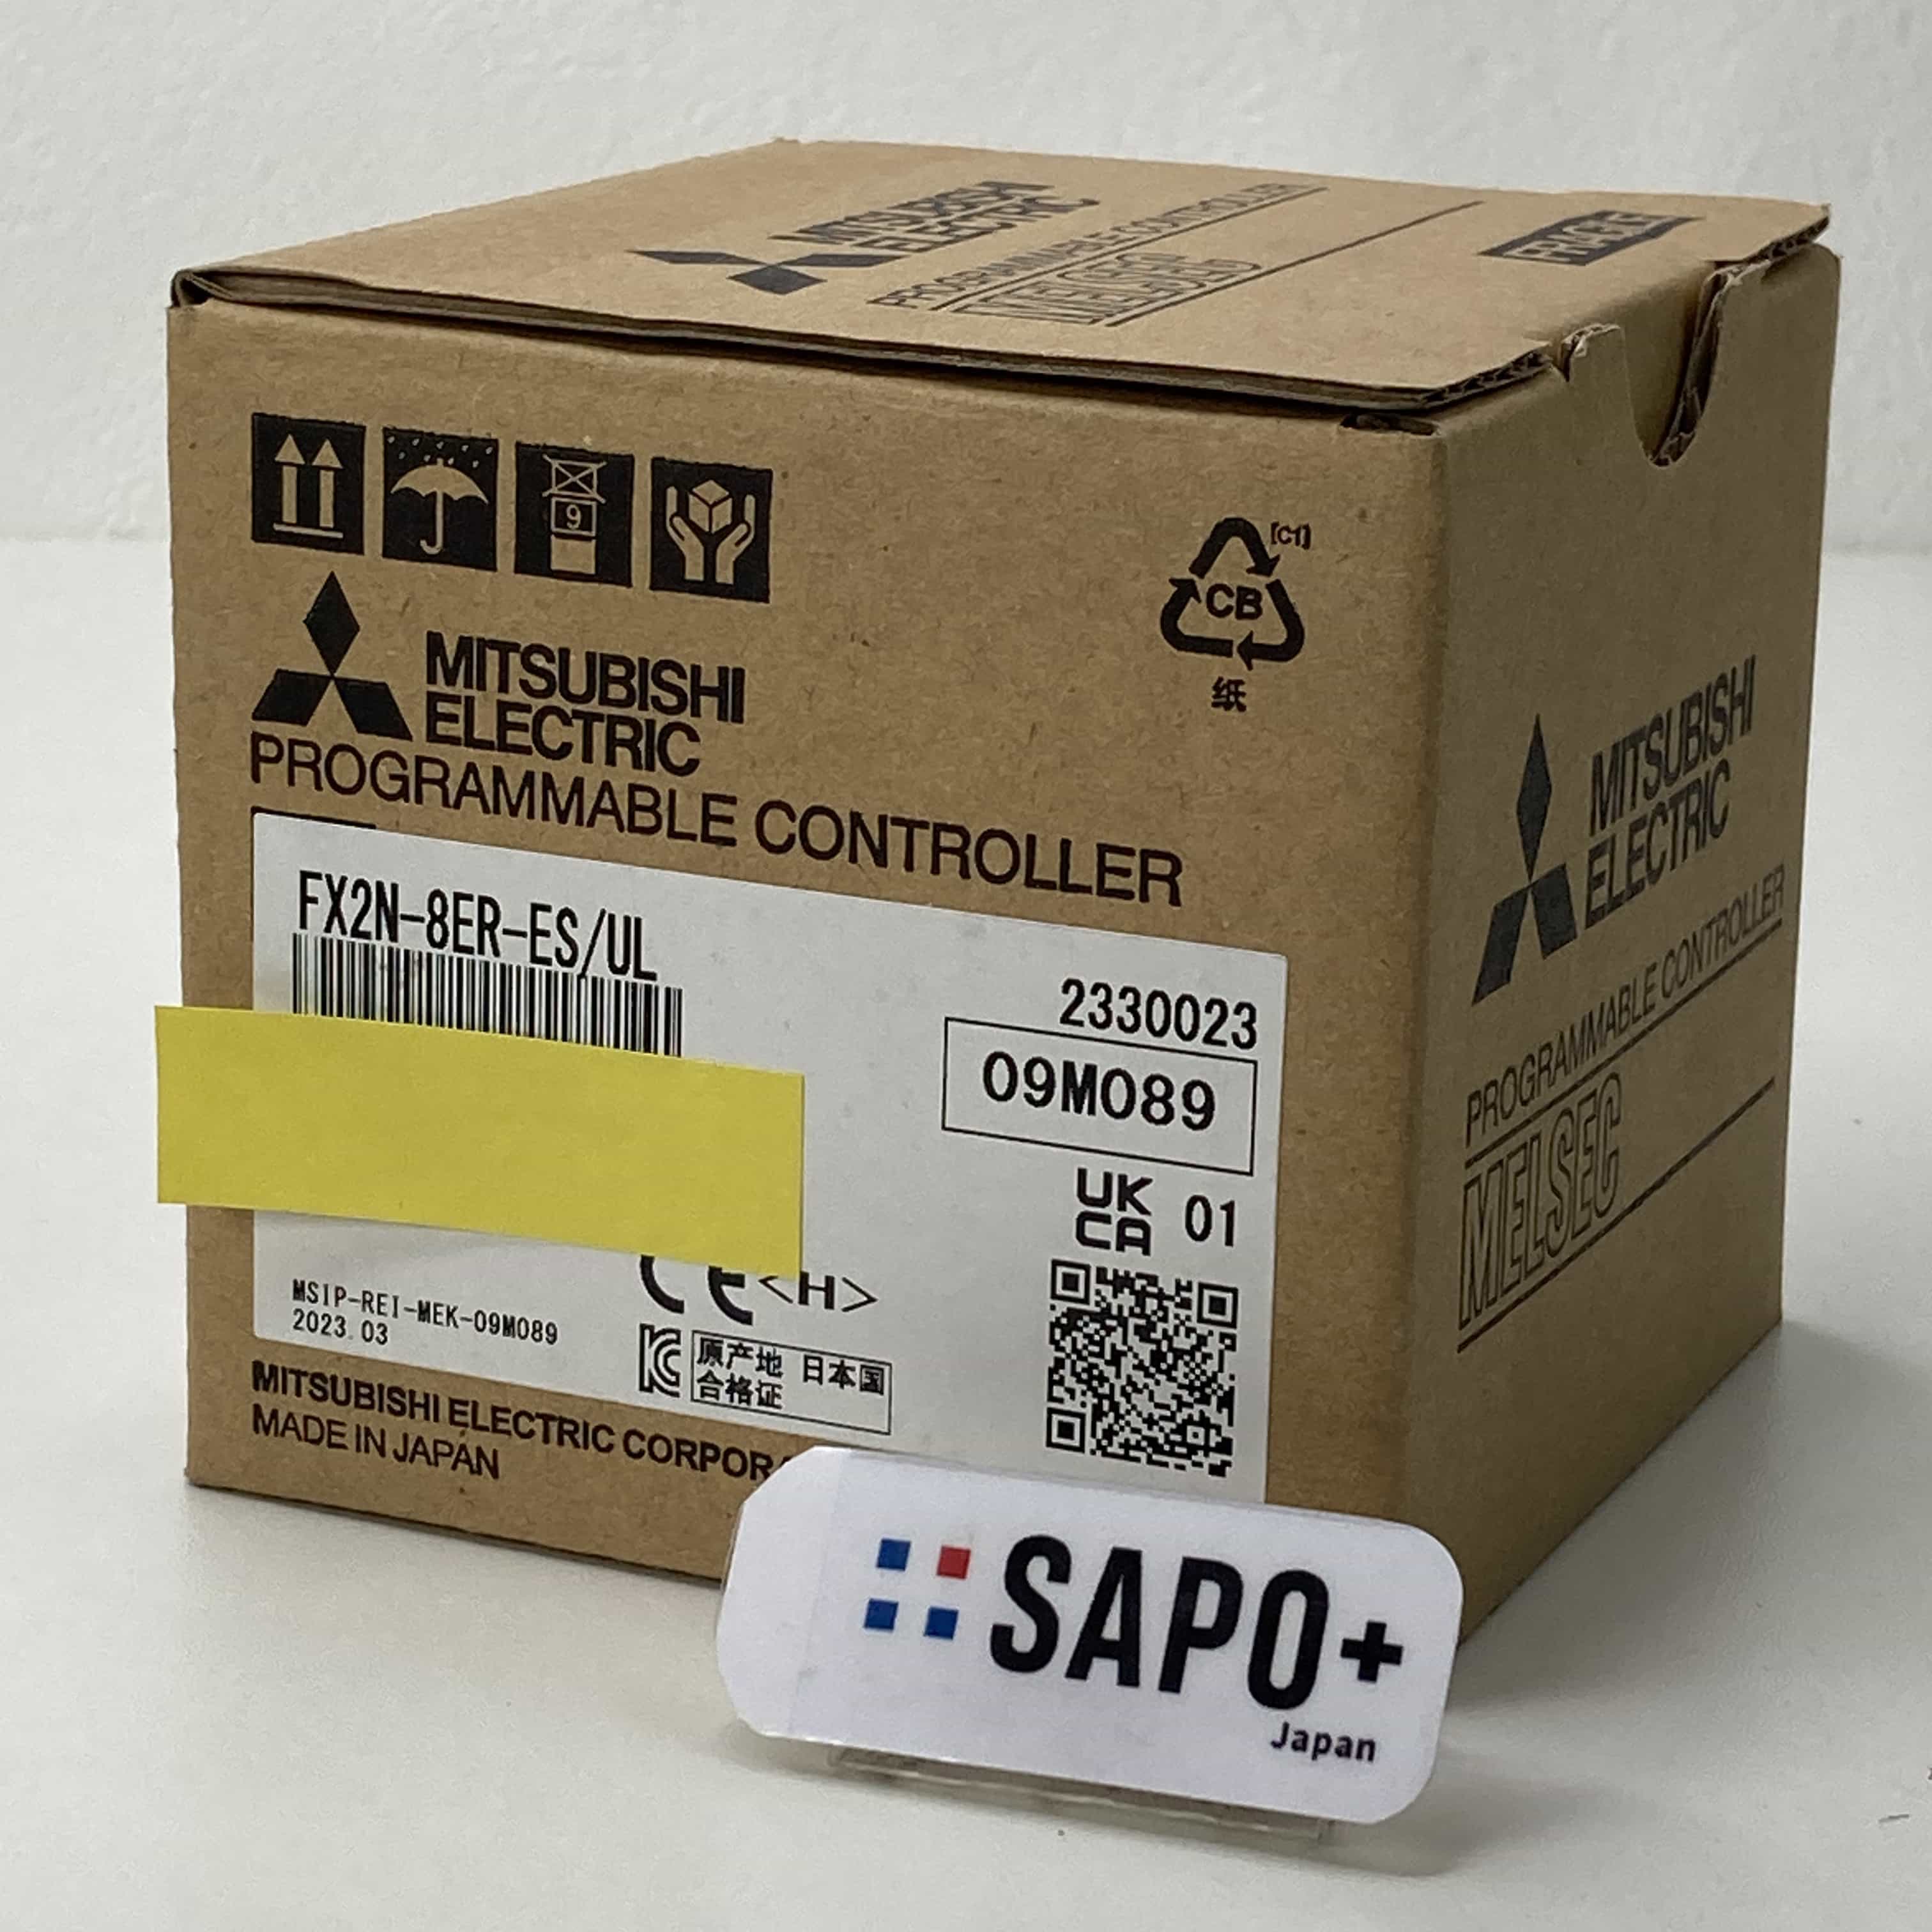 MITSUBISHI
ELECTRIC
PROGRAMMABLE CONTROLLER
MELSEC
FRAGILE
9
[C1]
CB
纸
MITSUBISHI
ELECTRIC
PROGRAMMABLE CONTROLLER
FX2N-8ER-ES/UL
2330023
09M089
UK
CA 01
CE <H>
MSIP-REI-MEK-09M089
2023.03
原产地 日本国
合格证
MITSUBISHI ELECTRIC
MADE IN JAPAN
MITSUBISHI
ELECTRIC
PROGRAMMABLE CONTROLLER
MELSEC
SAPO+
Japan